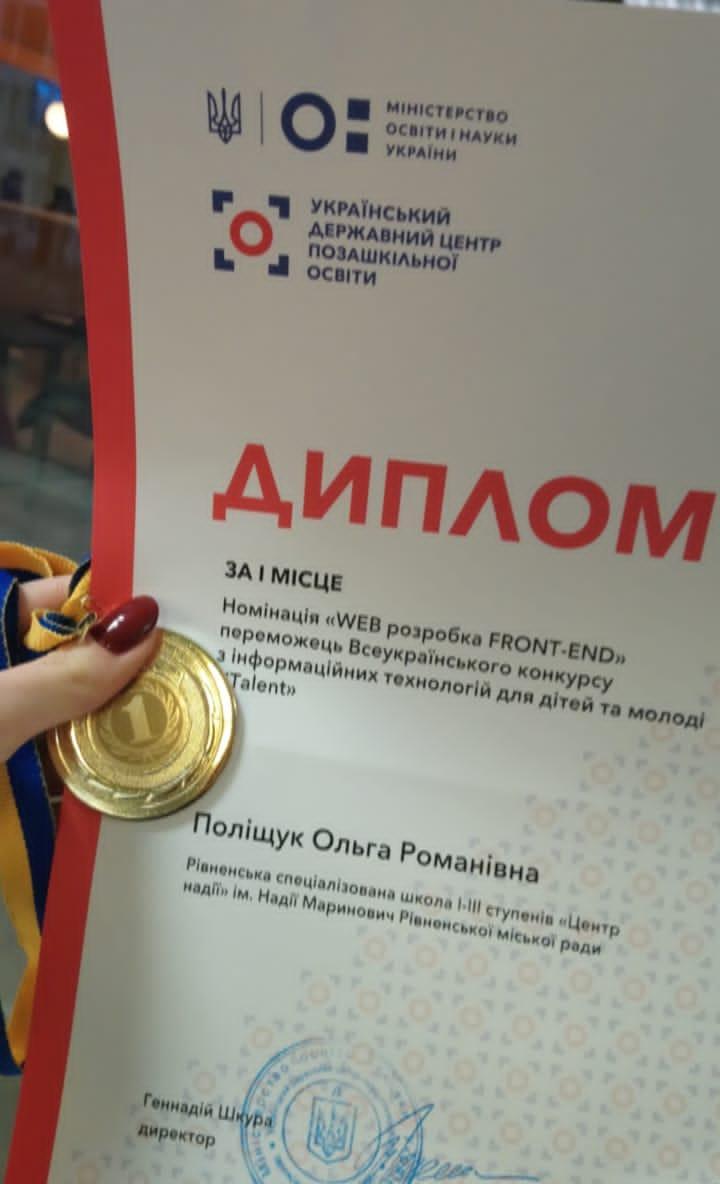 МІНІСТЕРСТВО
ОСВІТИ І НАУКИ
УКРАЇНИ
УКРАЇНСЬКИЙ
ДЕРЖАВНИЙ ЦЕНТР
ПОЗАШКІЛЬНОЇ
ОСВІТИ
ДИПЛОМ
ЗА І МІСЦЕ
Номінація «WEB розробка FRONT-END»
переможець Всеукраїнського конкурсу
з інформаційних технологій для дітей та молоді
Talent»
1
Поліщук Ольга Романівна
Рівненська спеціалізована школа І-ІІІ ступенів «Центр
надії» ім. Надії Маринович Рівненської міської ради
Геннадій Шкура
директор